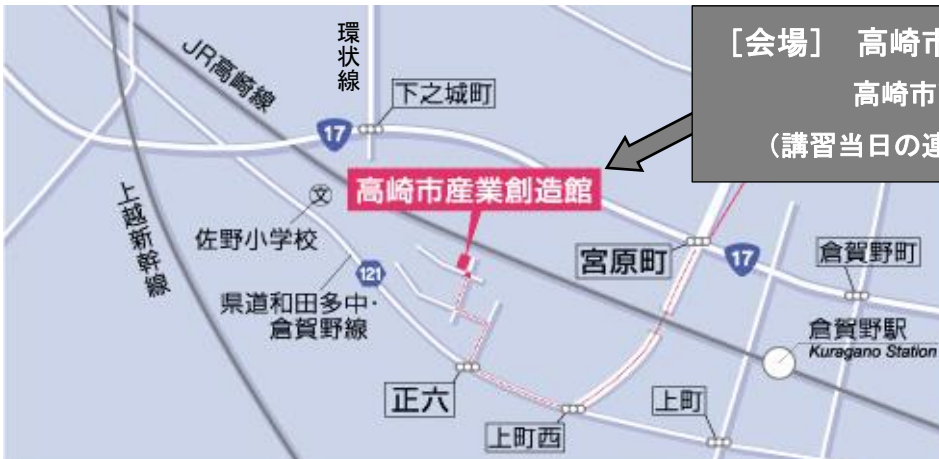 環状線
JR高崎線
下之城町
[会場] 高崎市
高崎市
(講習当日の連
17
高崎市産業創造館
文
佐野小学校
上越新幹線
121
県道和田多中・
倉賀野線
宮原町
17
倉賀野町
倉賀野駅
Kuragano Station
正六
上町
上町西